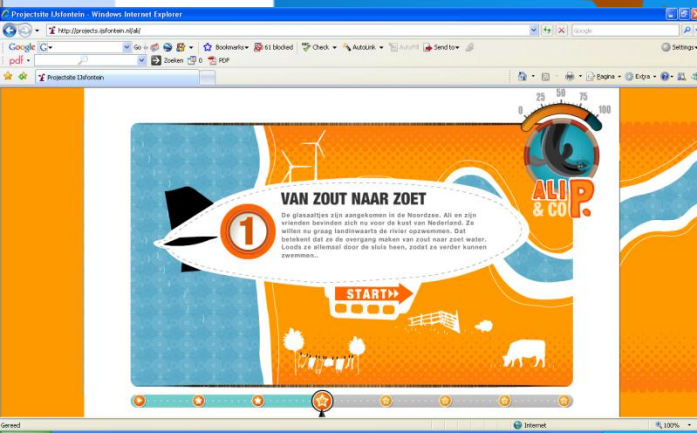 Projectsite IJsfontein - Windows Internet Explorer
http://projects.ijsfontein.nl/ali/
Google
Google G Go Bookmarks 61 blocked Check AutoLink AutoFill Send to Settings
pdf Zoeken 0 PDF
Projectsite IJsfontein Pagina Extra
0 25 50 75 100
ALI P.
& CO
1
VAN ZOUT NAAR ZOET
De glasaaltjes zijn aangekomen in de Noordzee. Ali en zijn
vrienden bevinden zich nu voor de kust van Nederland. Ze
willen nu graag landinwaarts de rivier opzwemmen. Dat
betekent dat ze de overgang maken van zout naar zoet water.
Loods ze allemaal door de sluis heen, zodat ze verder kunnen
zwemmen..
START
Gereed Internet 100%